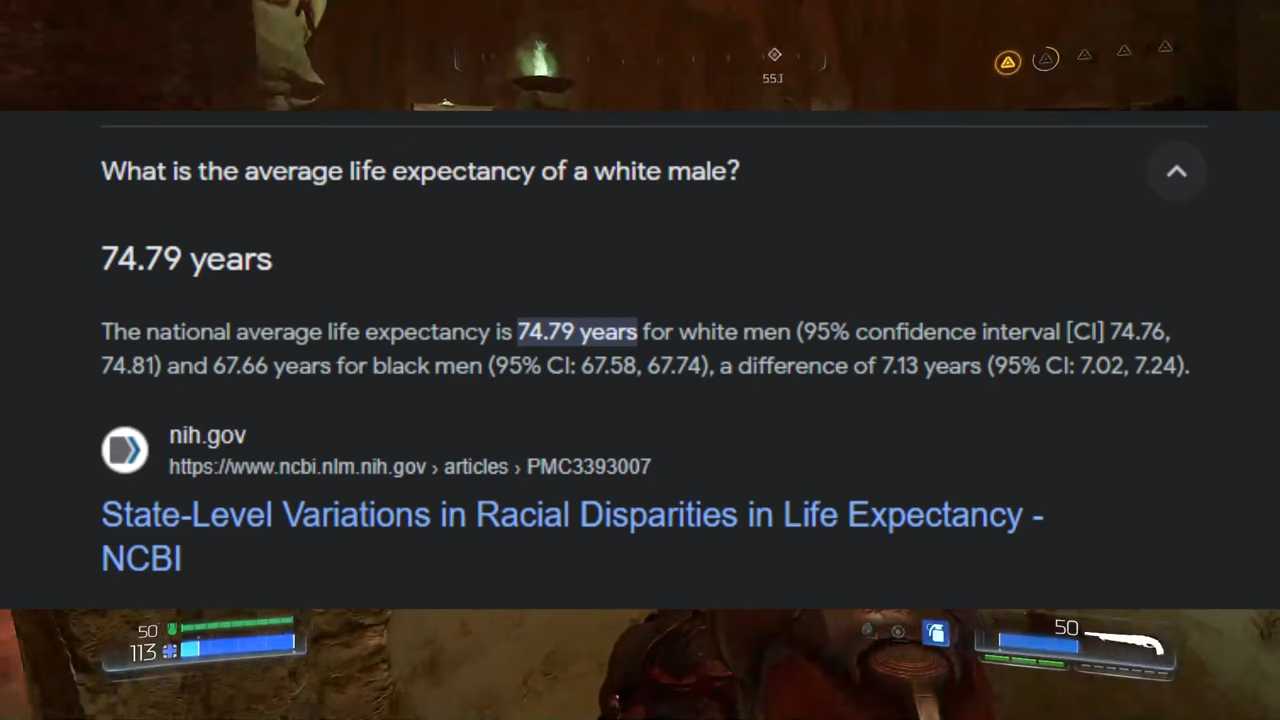 55.1
What is the average life expectancy of a white male?
74.79 years
The national average life expectancy is 74.79 years for white men (95% confidence interval [CI] 74.76,
74.81) and 67.66 years for black men (95% CI: 67.58, 67.74), a difference of 7.13 years (95% CI: 7.02, 7.24).
nih.gov
https://www.ncbi.nlm.nih.gov › articles › PMC3393007
State-Level Variations in Racial Disparities in Life Expectancy -
NCBI
50
113
50